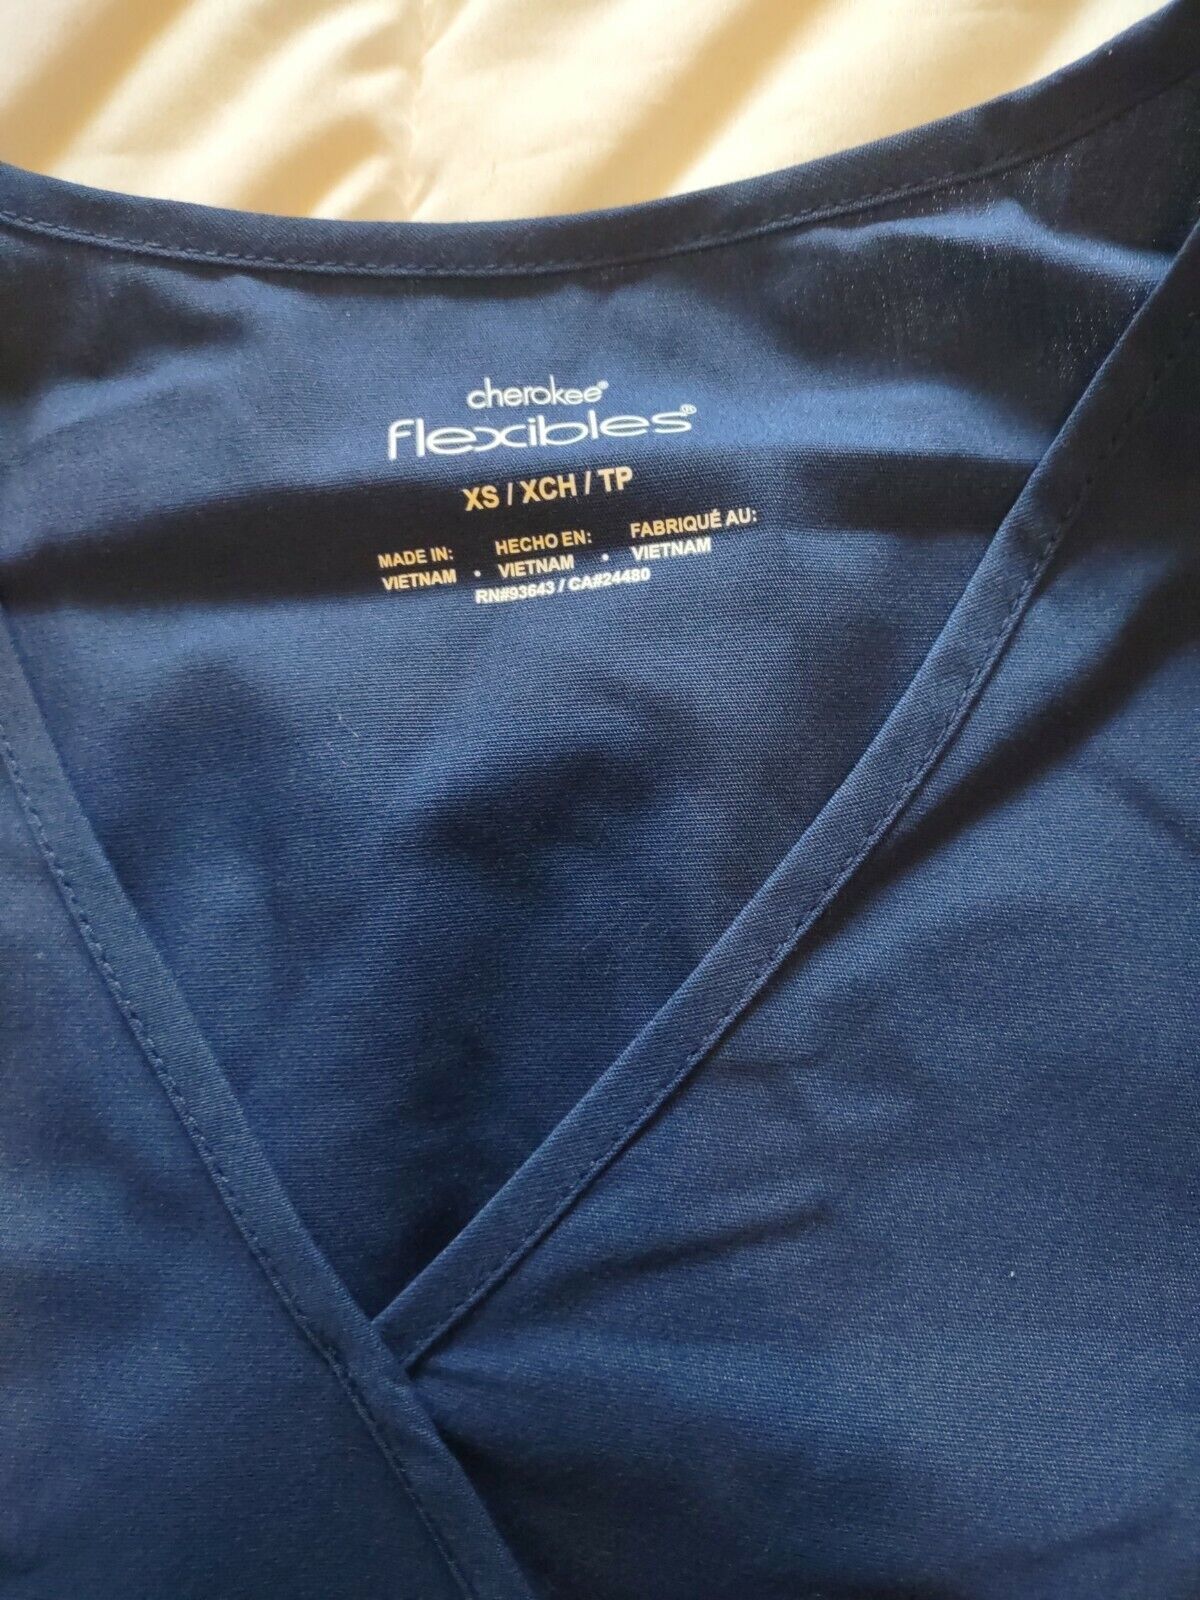 cherokee®
flexibles®
XS / XCH / TP
MADE IN: HECHO EN: FABRIQUÉ AU:
VIETNAM • VIETNAM • VIETNAM
RN#93643 / CA#24480